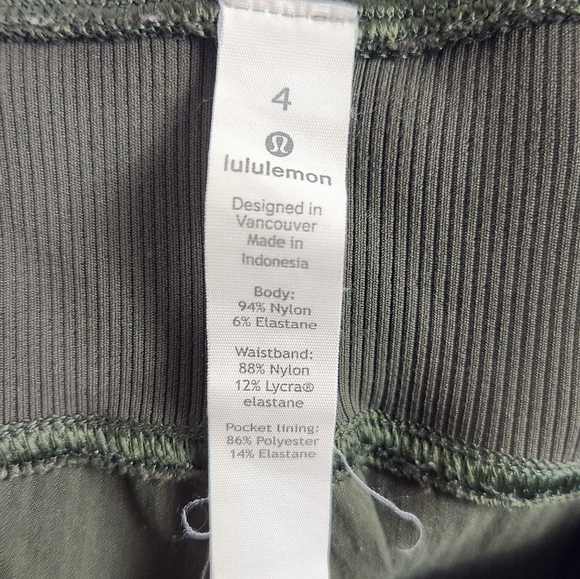 4
lululemon
Designed in
Vancouver
Made in
Indonesia
Body:
94% Nylon
6% Elastane
Waistband:
88% Nylon
12% Lycra®
elastane
Pocket lining:
86% Polyester
14% Elastane